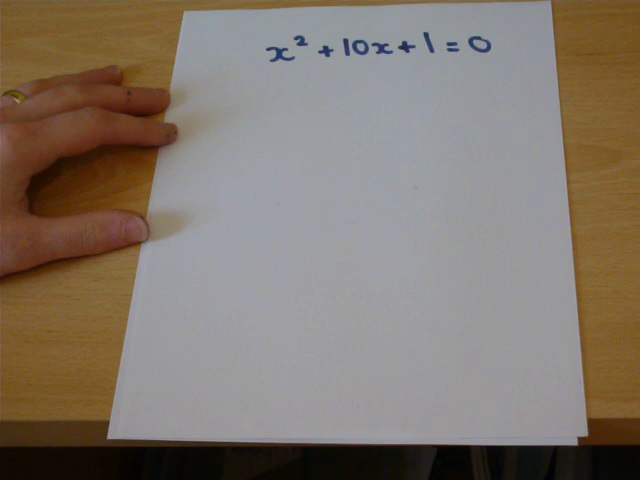 x² + 10x + 1 = 0